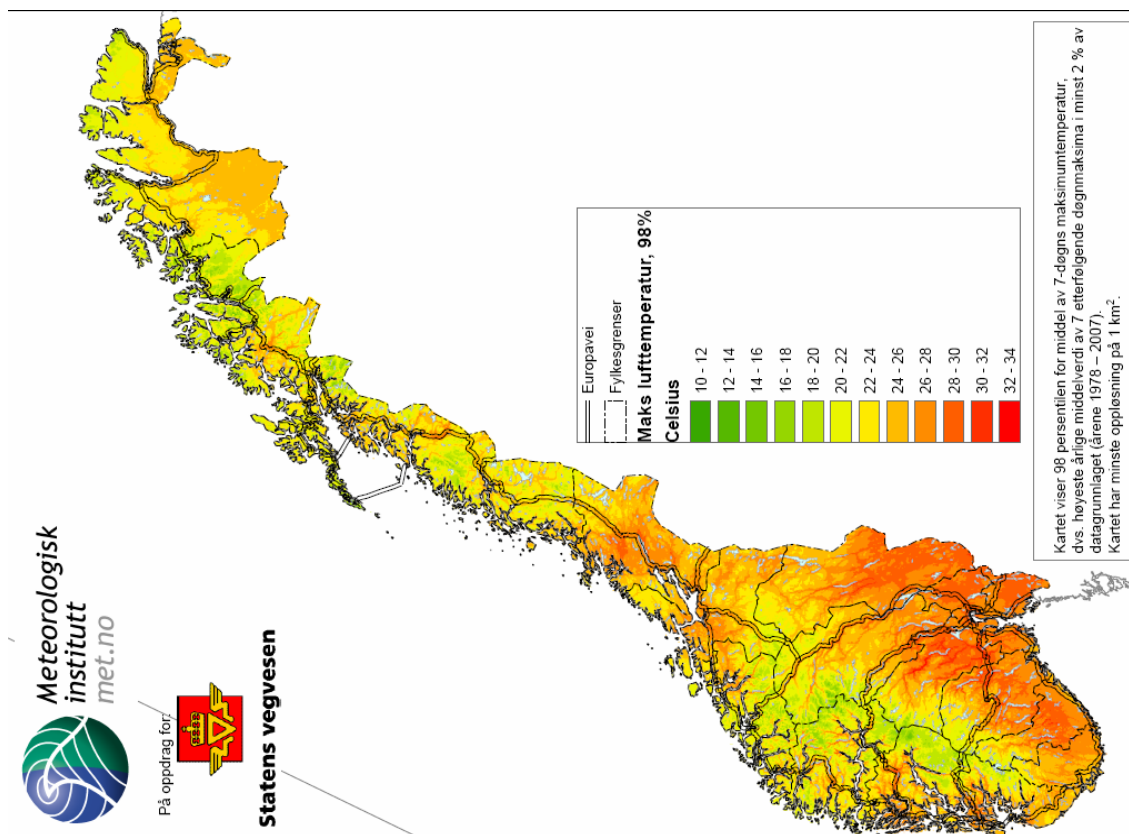 Meteorologisk
institutt
met.no
På oppdrag for:
Statens vegvesen
Europavei
Fylkesgrenser
Maks lufttemperatur, 98%
Celsius
10 - 12
12 - 14
14 - 16
16 - 18
18 - 20
20 - 22
22 - 24
24 - 26
26 - 28
28 - 30
30 - 32
32 - 34
Kartet viser 98 persentilen for middel av 7-døgns maksimumtemperatur,
dvs. høyeste årlige middelverdi av 7 etterfølgende døgnmaksima i minst 2 % av
datagrunnlaget (årene 1978 – 2007).
Kartet har minste oppløsning på 1 km².